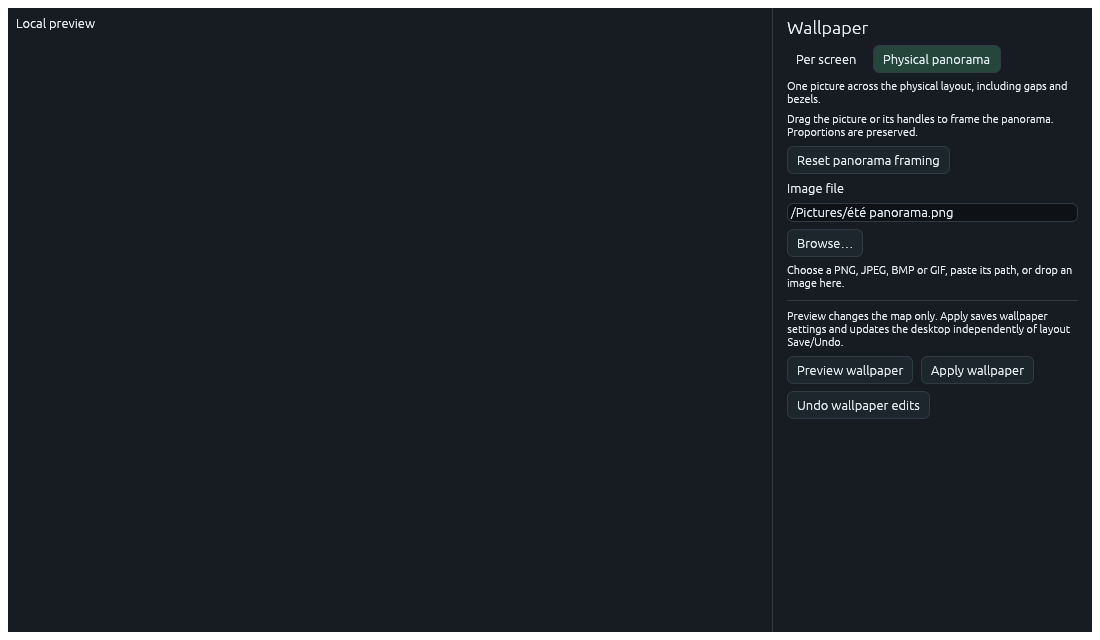 Local preview
Wallpaper
Per screen
Physical panorama
One picture across the physical layout, including gaps and
bezels.
Drag the picture or its handles to frame the panorama.
Proportions are preserved.
Reset panorama framing
Image file
/Pictures/été panorama.png
Browse…
Choose a PNG, JPEG, BMP or GIF, paste its path, or drop an
image here.
Preview changes the map only. Apply saves wallpaper
settings and updates the desktop independently of layout
Save/Undo.
Preview wallpaper
Apply wallpaper
Undo wallpaper edits